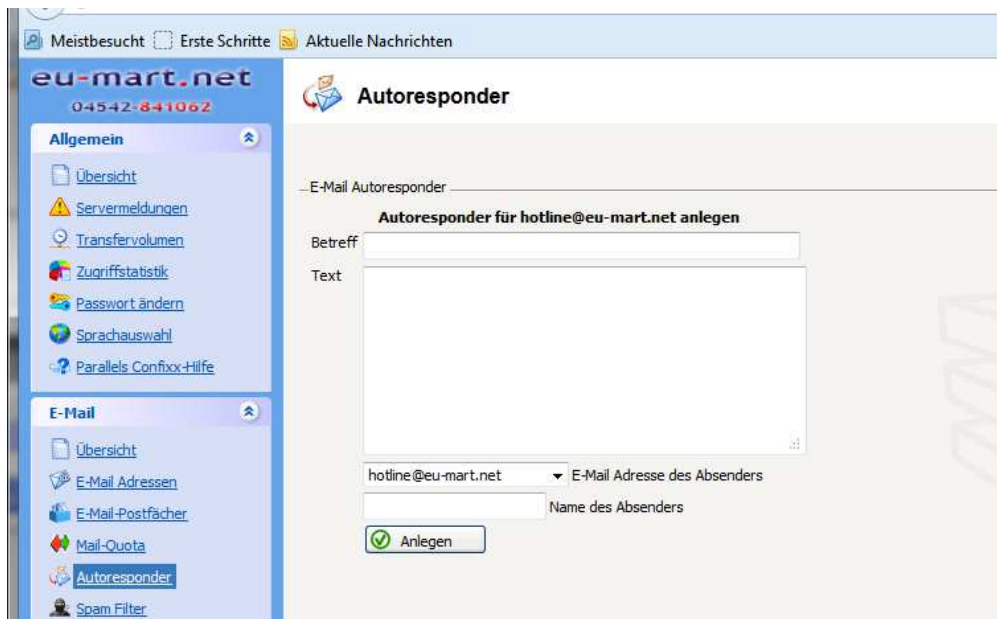 Meistbesucht Erste Schritte Aktuelle Nachrichten
eu-mart.net
04542-841062
Allgemein
Übersicht
Servermeldungen
Transfervolumen
Zugriffstatistik
Passwort ändern
Sprachauswahl
Parallels Confixx-Hilfe
E-Mail
Übersicht
E-Mail Adressen
E-Mail-Postfächer
Mail-Quota
Autoresponder
Spam Filter
Autoresponder
E-Mail Autoresponder
Autoresponder für hotline@eu-mart.net anlegen
Betreff
Text
hotline@eu-mart.net E-Mail Adresse des Absenders
Name des Absenders
Anlegen